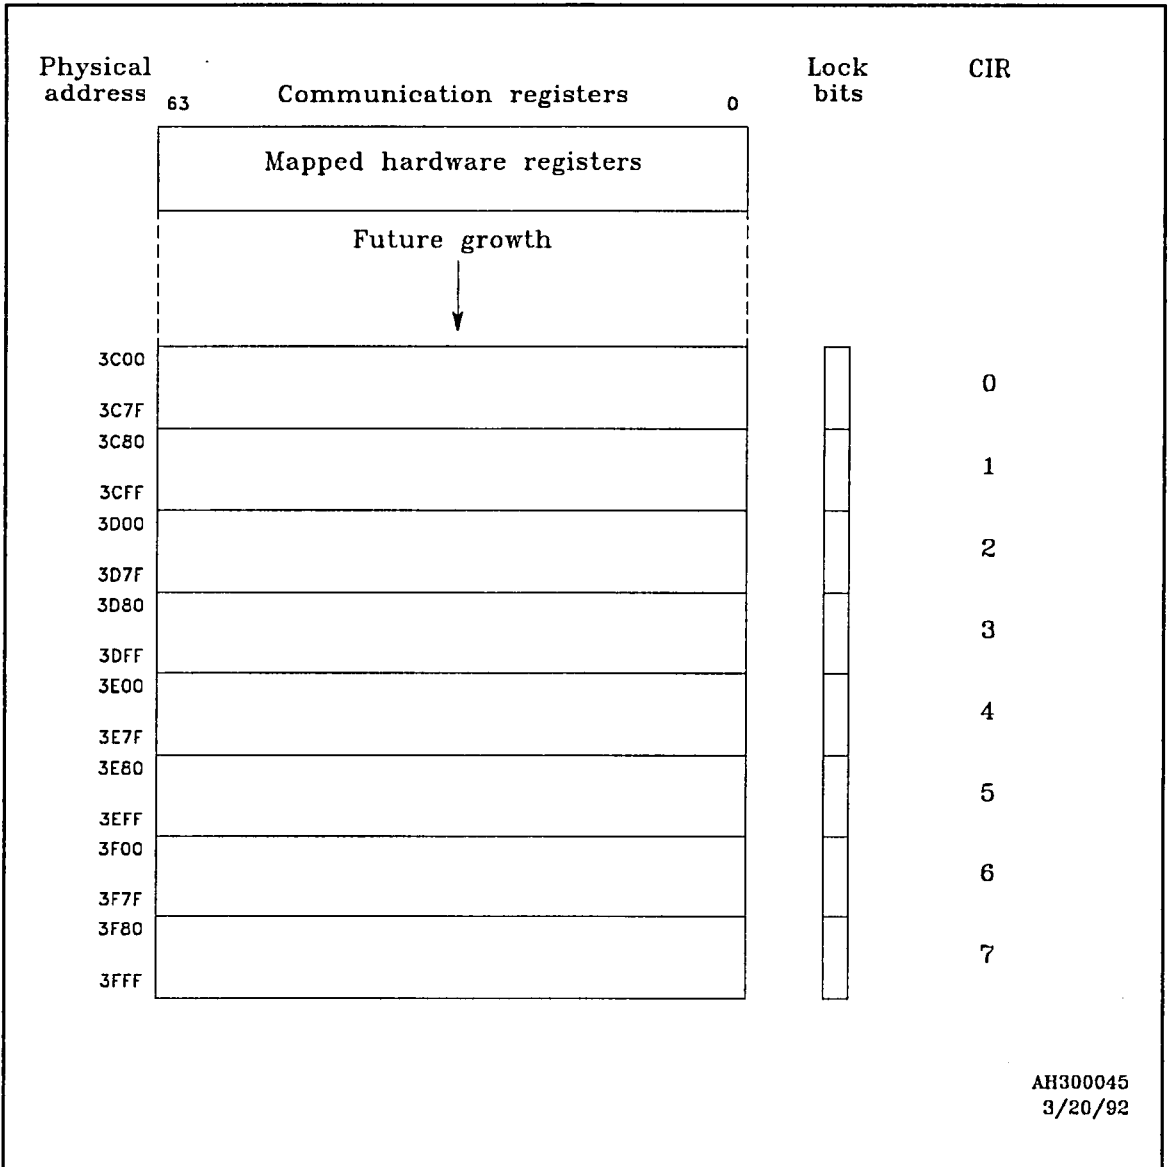 Physical address
63 Communication registers 0
Lock bits
CIR
Mapped hardware registers
Future growth
3C00
3C7F
0
3C80
3CFF
1
3D00
3D7F
2
3D80
3DFF
3
3E00
3E7F
4
3E80
3EFF
5
3F00
3F7F
6
3F80
3FFF
7
AH300045
3/20/92